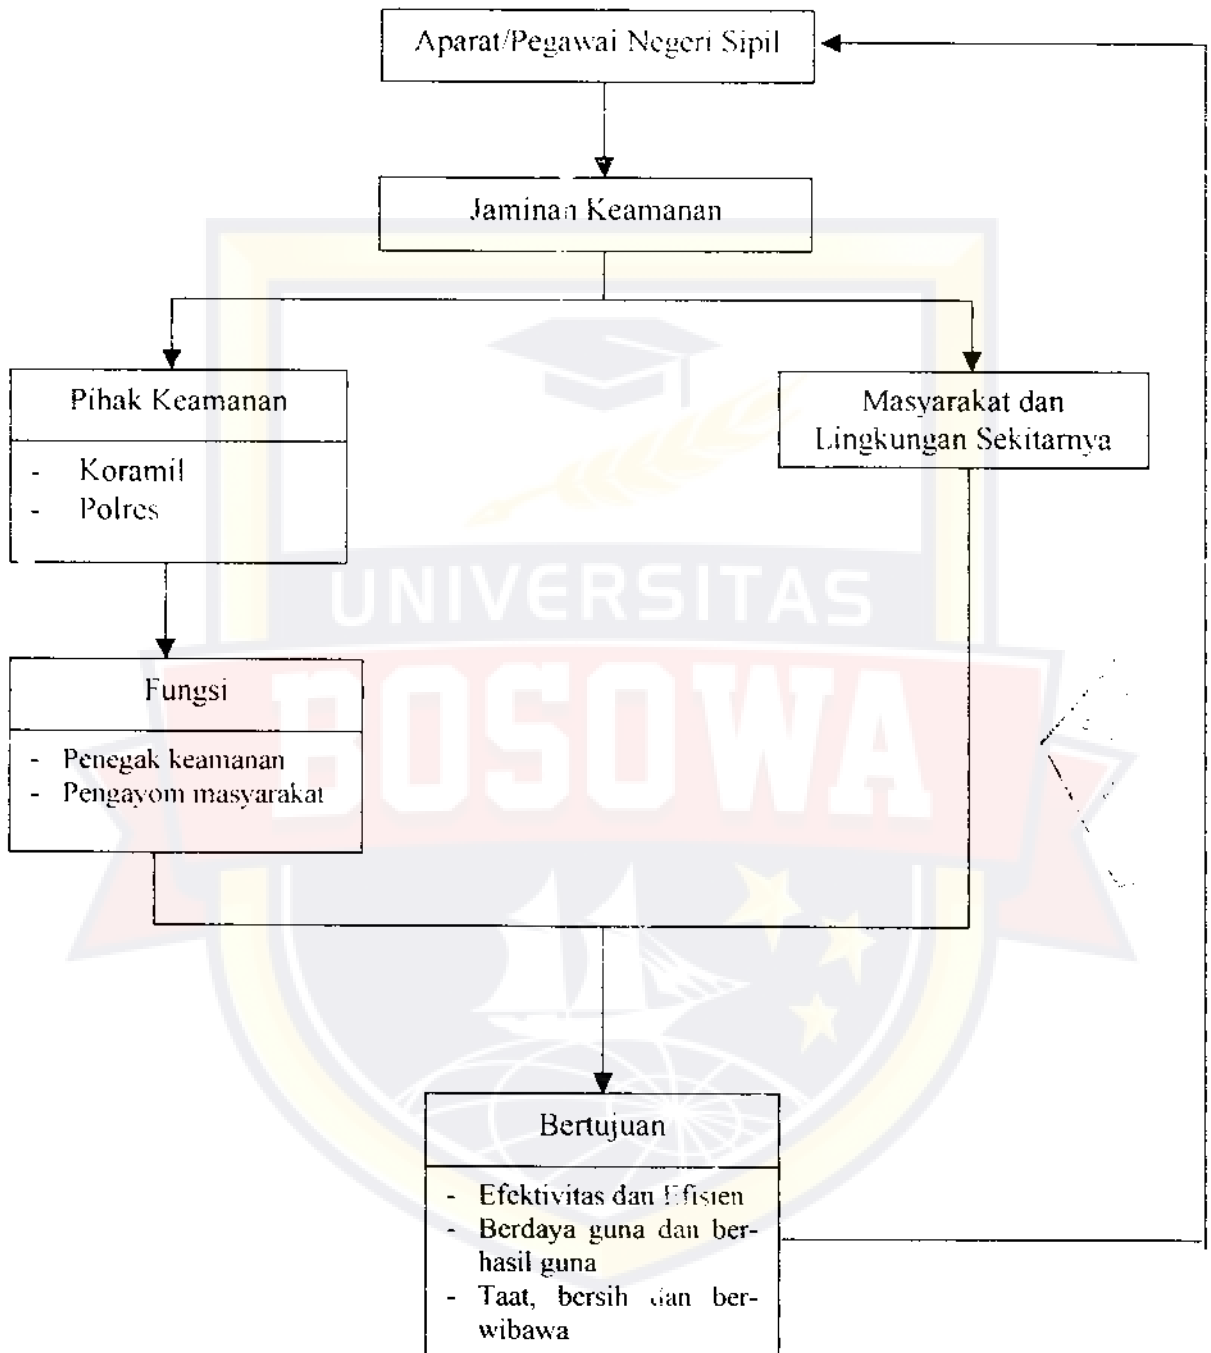 Aparat/Pegawai Negeri Sipil
Jaminan Keamanan
Pihak Keamanan
- Koramil
- Polres
Masyarakat dan
Lingkungan Sekitarnya
UNIVERSITAS
BOSOWA
Fungsi
- Penegak keamanan
- Pengayom masyarakat
Bertujuan
- Efektivitas dan Efisien
- Berdaya guna dan ber-
hasil guna
- Taat, bersih dan ber-
wibawa